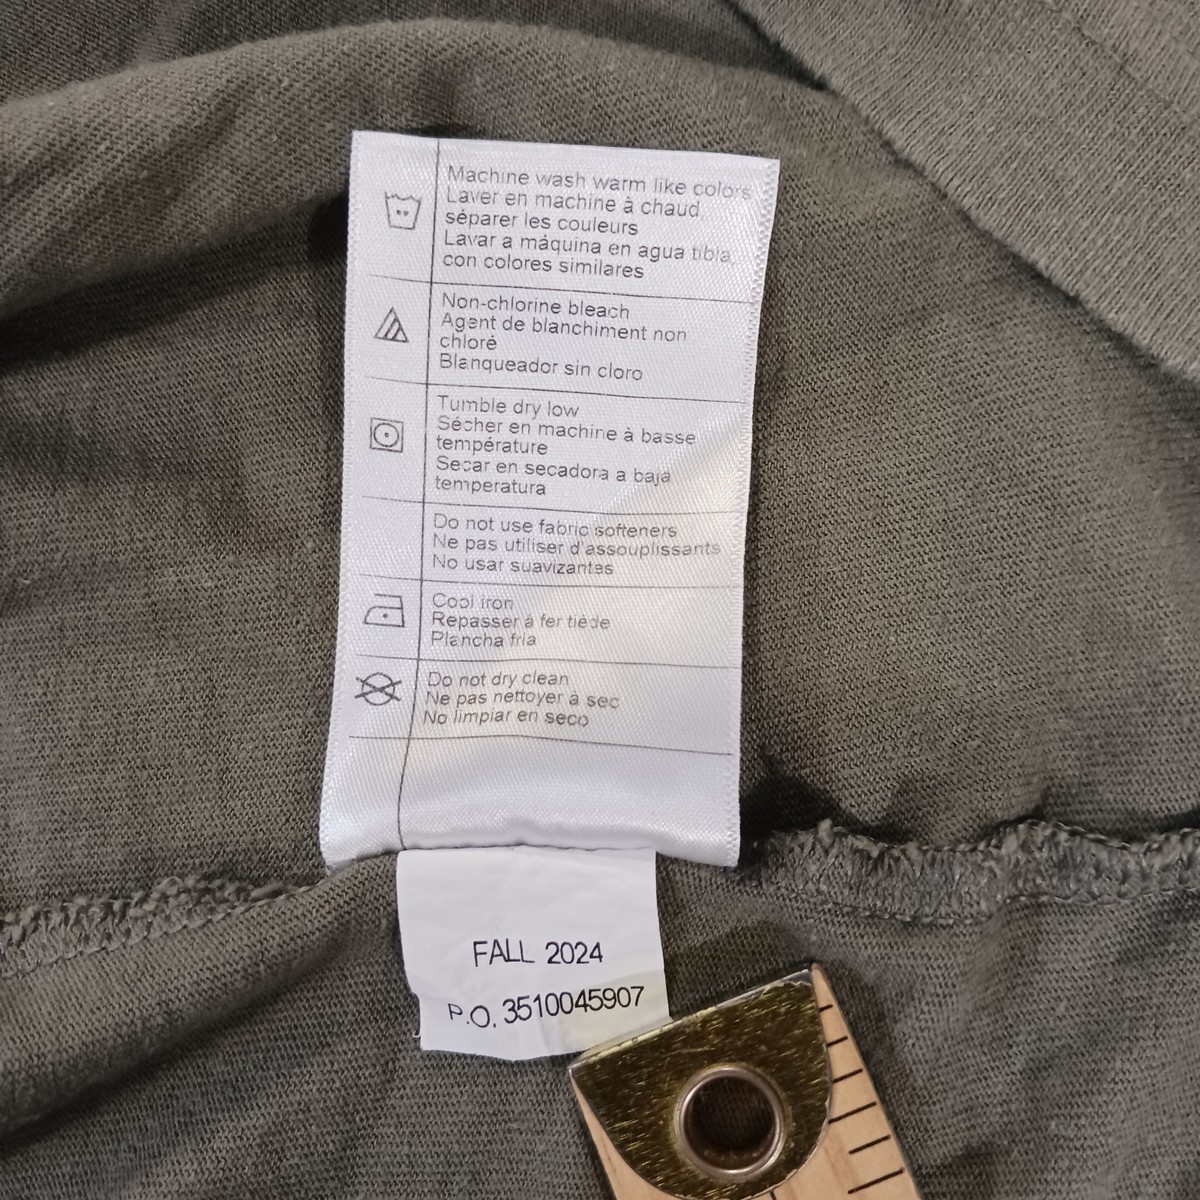 Machine wash warm like colors
Laver en machine à chaud,
séparer les couleurs
Lavar a máquina en agua tibia,
con colores similares
Non-chlorine bleach
Agent de blanchiment non
chloré
Blanqueador sin cloro
Tumble dry low
Sécher en machine à basse
température
Secar en secadora a baja
temperatura
Do not use fabric softeners
Ne pas utiliser d'assouplissants
No usar suavizantes
Cool iron
Repasser à fer tiède
Plancha fria
Do not dry clean
Ne pas nettoyer à sec
No limpiar en seco
FALL 2024
P.O. 3510045907